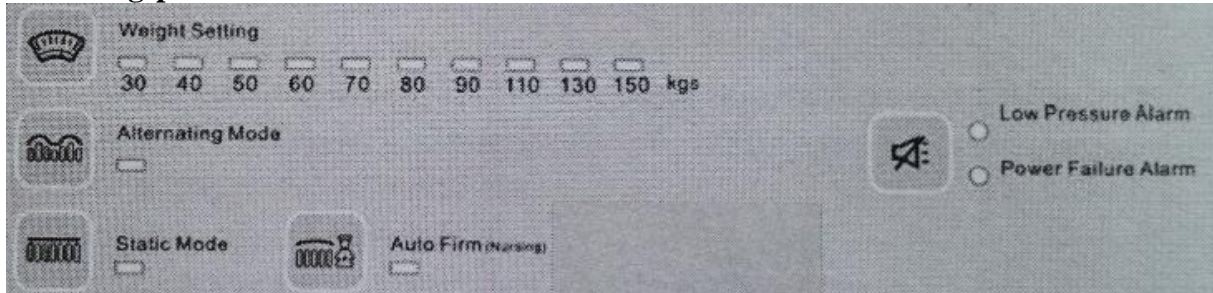 Weight Setting
30 40 50 60 70 80 90 110 130 150 kgs
Alternating Mode
Low Pressure Alarm
Power Failure Alarm
Static Mode
Auto Firm (Nursing)